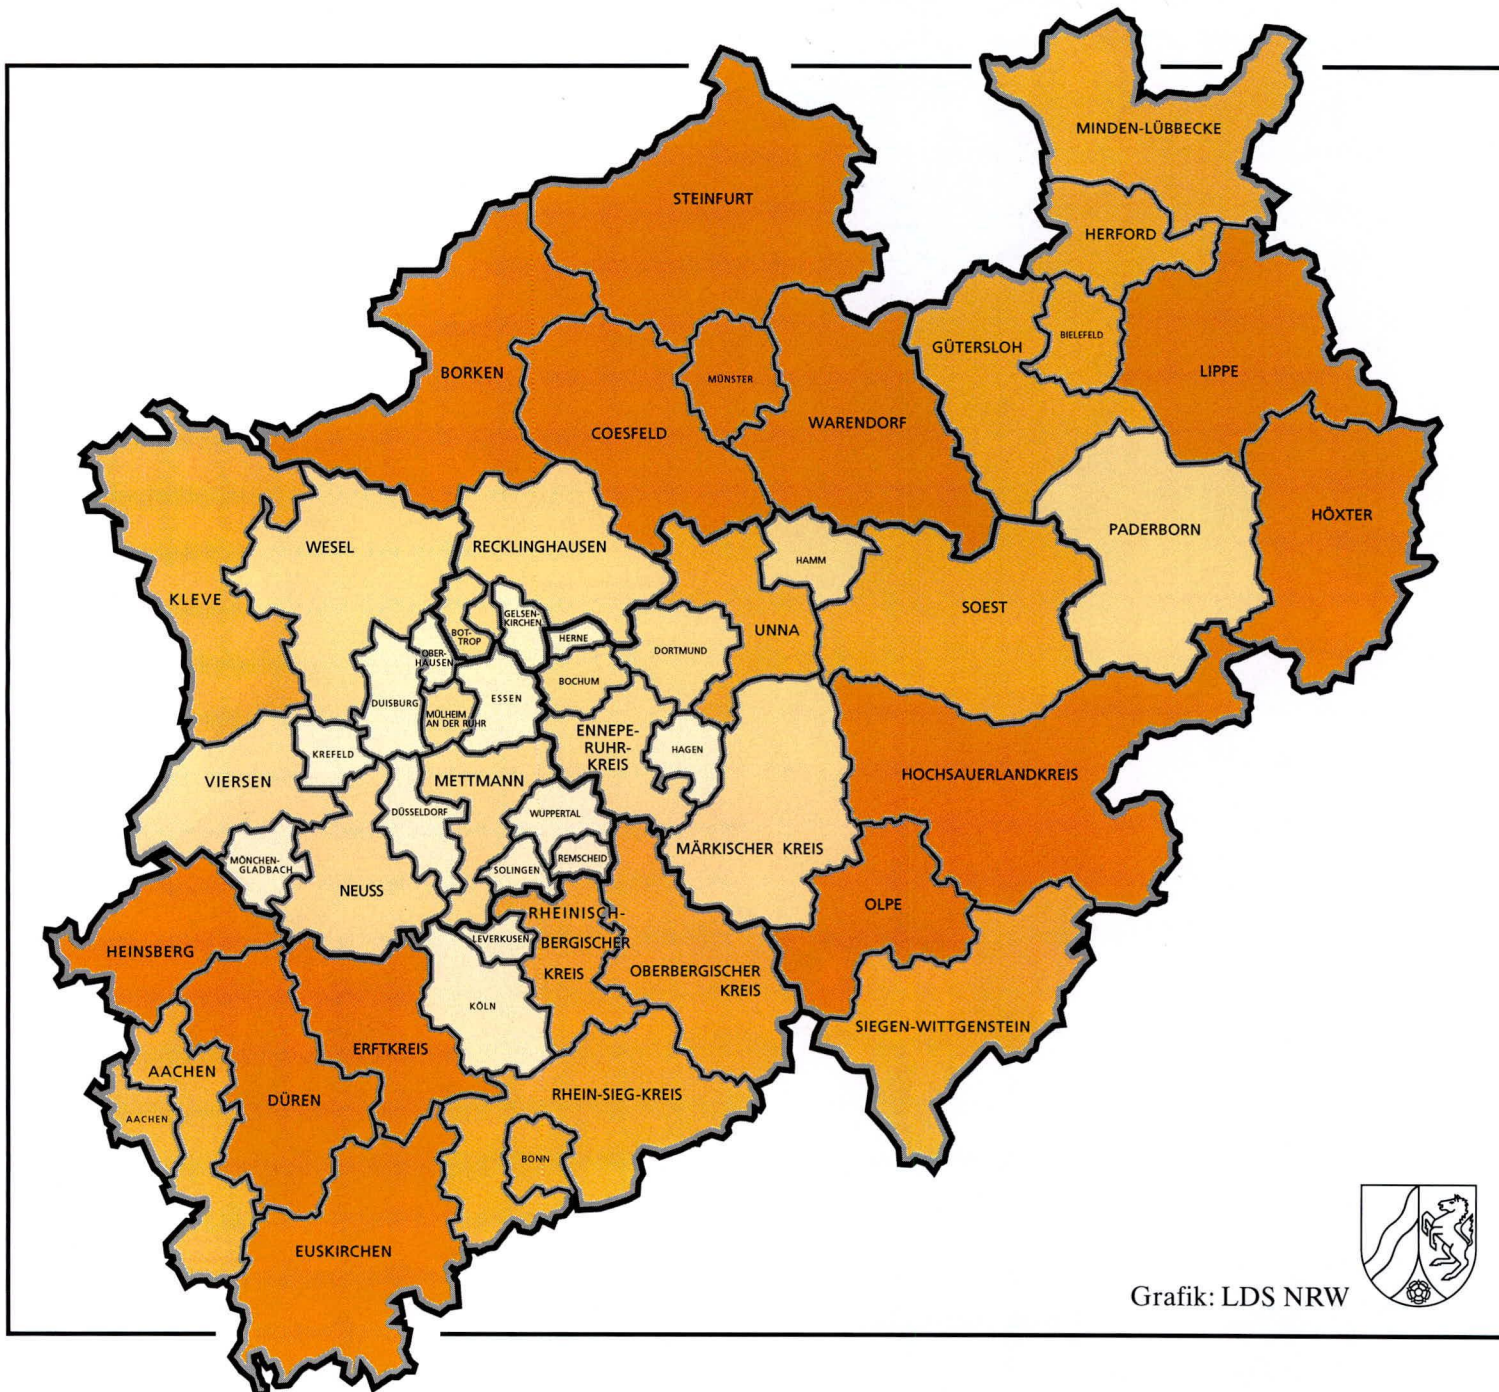 MINDEN-LÜBBECKE
STEINFURT
HERFORD
GÜTERSLOH
BIELEFELD
LIPPE
BORKEN
MÜNSTER
COESFELD
WARENDORF
HÖXTER
PADERBORN
WESEL
RECKLINGHAUSEN
HAMM
KLEVE
SOEST
GELSEN-
KIRCHEN
BOT-
TROP
HERNE
UNNA
OBER-
HAUSEN
DORTMUND
BOCHUM
DUISBURG
ESSEN
MÜLHEIM
AN DER RUHR
ENNEPE-
RUHR-
KREIS
HAGEN
KREFELD
VIERSEN
METTMANN
HOCHSAUERLANDKREIS
DÜSSELDORF
WUPPERTAL
MÄRKISCHER KREIS
MÖNCHEN-
GLADBACH
REMSCHEID
SOLINGEN
NEUSS
OLPE
RHEINISCH-
BERGISCHER
KREIS
LEVERKUSEN
HEINSBERG
OBERBERGISCHER
KREIS
KÖLN
SIEGEN-WITTGENSTEIN
ERFTKREIS
AACHEN
DÜREN
RHEIN-SIEG-KREIS
AACHEN
BONN
EUSKIRCHEN
Grafik: LDS NRW